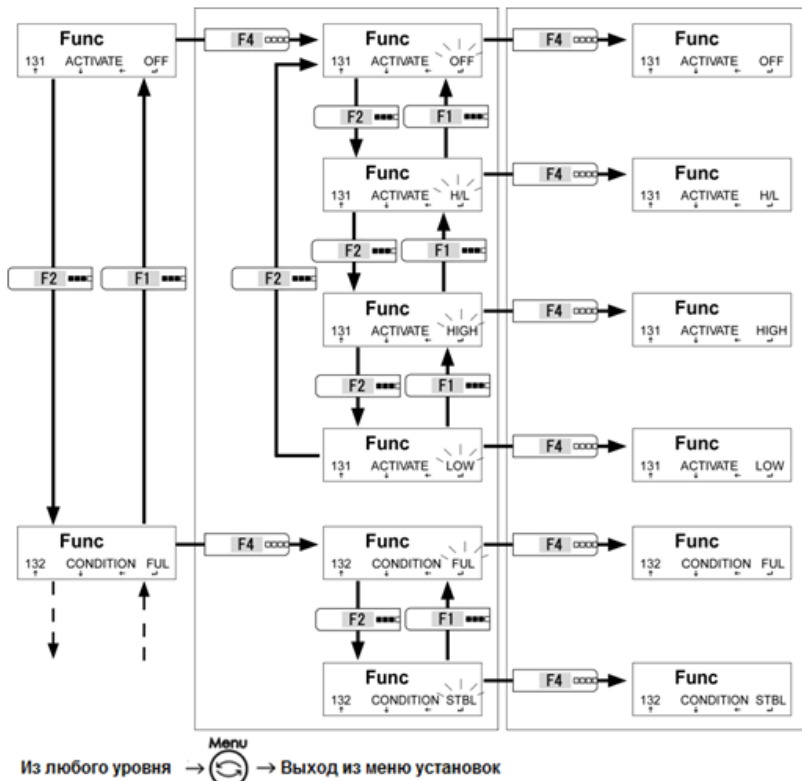 Func F4 Func F4 Func
131 ACTIVATE OFF 131 ACTIVATE OFF 131 ACTIVATE OFF
F2 F1
Func F4 Func
131 ACTIVATE H/L 131 ACTIVATE H/L
F2 F1 F2 F2 F1
Func F4 Func
131 ACTIVATE HIGH 131 ACTIVATE HIGH
F2 F1
Func F4 Func
131 ACTIVATE LOW 131 ACTIVATE LOW
Func F4 Func F4 Func
132 CONDITION FUL 132 CONDITION FUL 132 CONDITION FUL
F2 F1
Func F4 Func
132 CONDITION STBL 132 CONDITION STBL
Menu
Из любого уровня → → Выход из меню установок